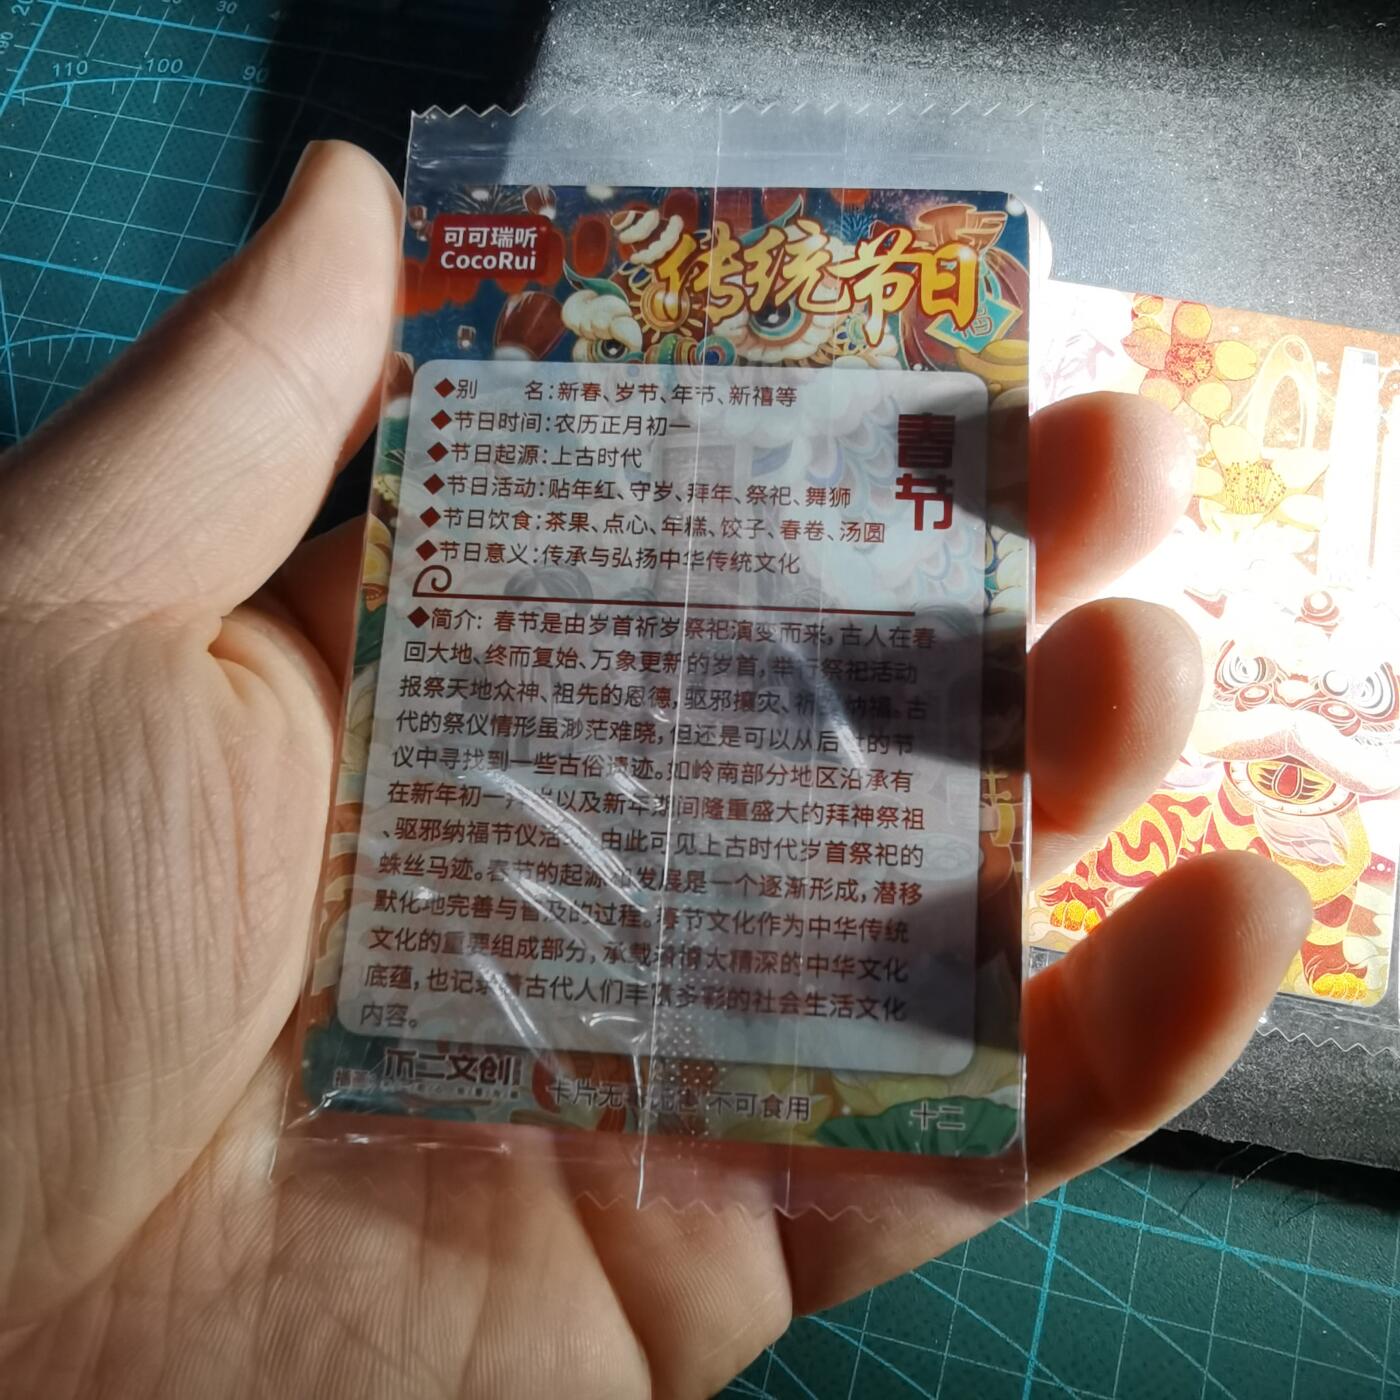 110 100 90
20 30 40
可可瑞听
CocoRui
传统节日
春节
◆别 名:新春、岁节、年节、新禧等
◆节日时间:农历正月初一
◆节日起源:上古时代
◆节日活动:贴年红、守岁、拜年、祭祀、舞狮
◆节日饮食:茶果、点心、年糕、饺子、春卷、汤圆
◆节日意义:传承与弘扬中华传统文化
◆简介: 春节是由岁首祈岁祭祀演变而来,古人在春
回大地、终而复始、万象更新的岁首,举行祭祀活动
报祭天地众神、祖先的恩德,驱邪攘灾、祈 纳福。古
代的祭仪情形虽渺茫难晓,但还是可以从后 的节
仪中寻找到一些古俗遗迹。如岭南部分地区沿承有
在新年初一 以及新年期间隆重盛大的拜神祭祖
、驱邪纳福节仪活 由此可见上古时代岁首祭祀的
蛛丝马迹。春节的起源 发展是一个逐渐形成,潜移
默化地完善与普及的过程。春节文化作为中华传统
文化的重要组成部分,承载 博大精深的中华文化
底蕴,也记 着古代人们丰 多彩的社会生活文化
内容。
二文创
卡片无 不可食用
十二